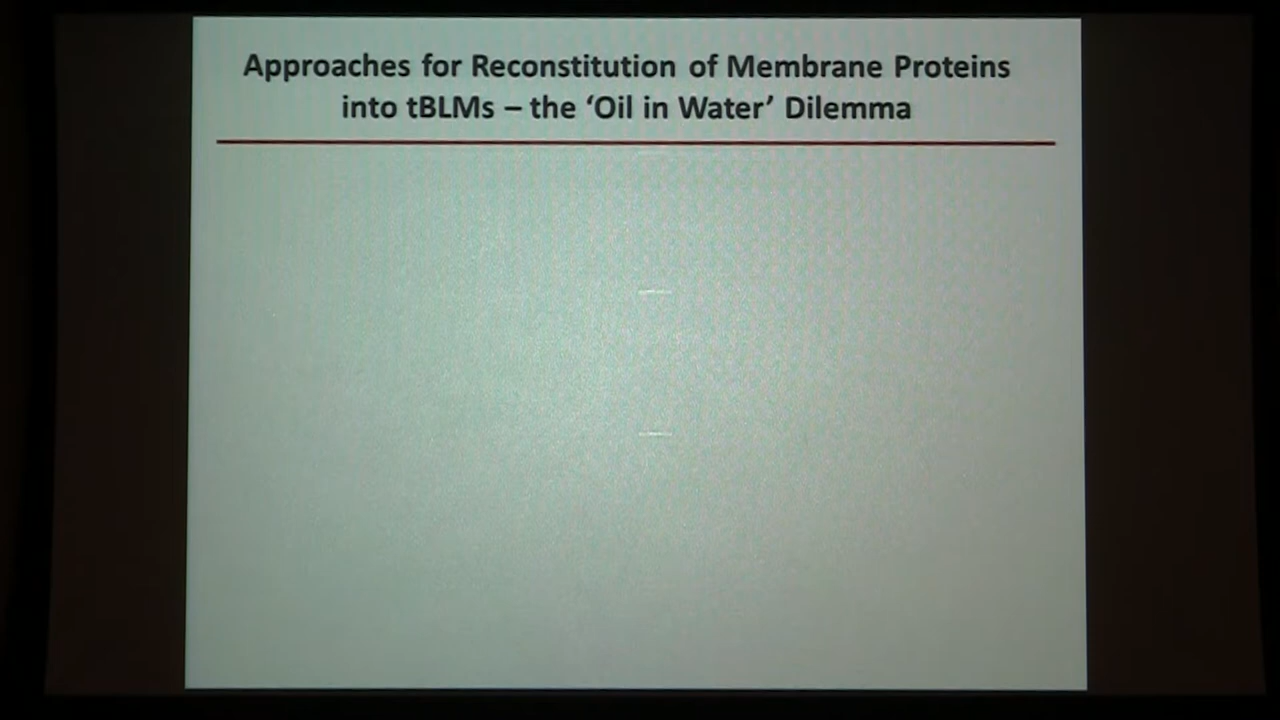 Approaches for Reconstitution of Membrane Proteins
into tBLMs – the ‘Oil in Water’ Dilemma